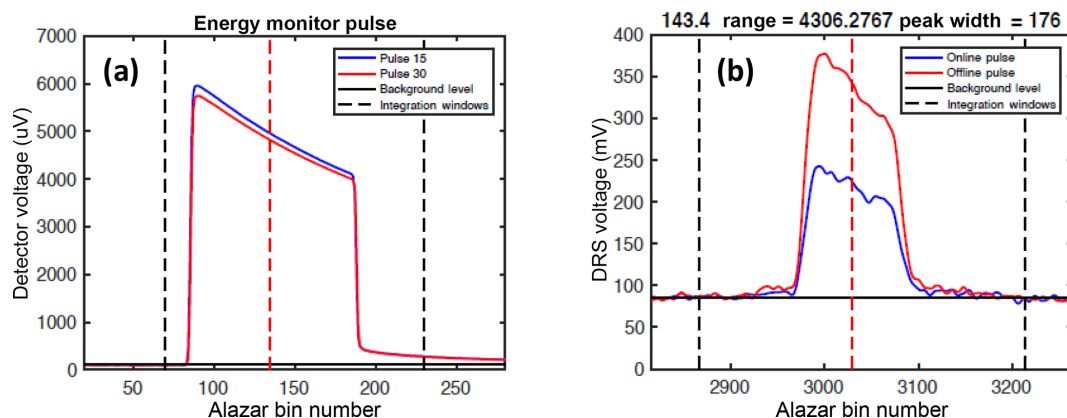 Energy monitor pulse
7000
6000
5000
4000
3000
2000
1000
0
Detector voltage (uV)
(a)
Pulse 15
Pulse 30
Background level
Integration windows
50
100
150
200
250
Alazar bin number
143.4 range = 4306.2767 peak width = 176
400
350
300
250
200
150
100
50
0
DRS voltage (mV)
(b)
Online pulse
Offline pulse
Background level
Integration windows
2900
3000
3100
3200
Alazar bin number